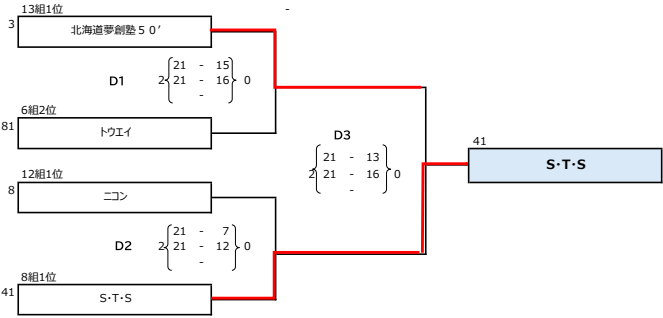 13組1位
-
3
北海道夢創塾50’
D1
2 21 - 15 0
21 - 16
-
6組2位
81
トウエイ
D3
2 21 - 13 0
21 - 16
-
41
S・T・S
12組1位
8
ニコン
D2
2 21 - 7 0
21 - 12
-
8組1位
41
S・T・S